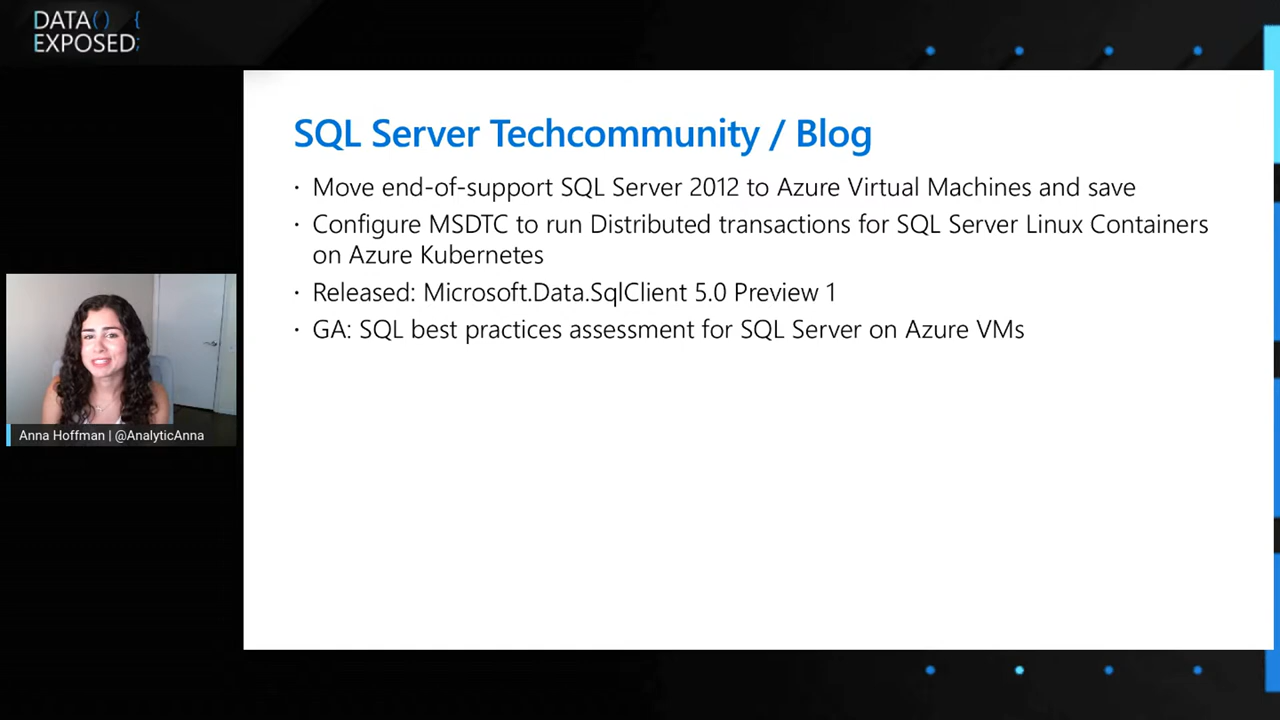 DATA() {
EXPOSED;
SQL Server Techcommunity / Blog
· Move end-of-support SQL Server 2012 to Azure Virtual Machines and save
· Configure MSDTC to run Distributed transactions for SQL Server Linux Containers
on Azure Kubernetes
· Released: Microsoft.Data.SqlClient 5.0 Preview 1
· GA: SQL best practices assessment for SQL Server on Azure VMs
Anna Hoffman | @AnalyticAnna